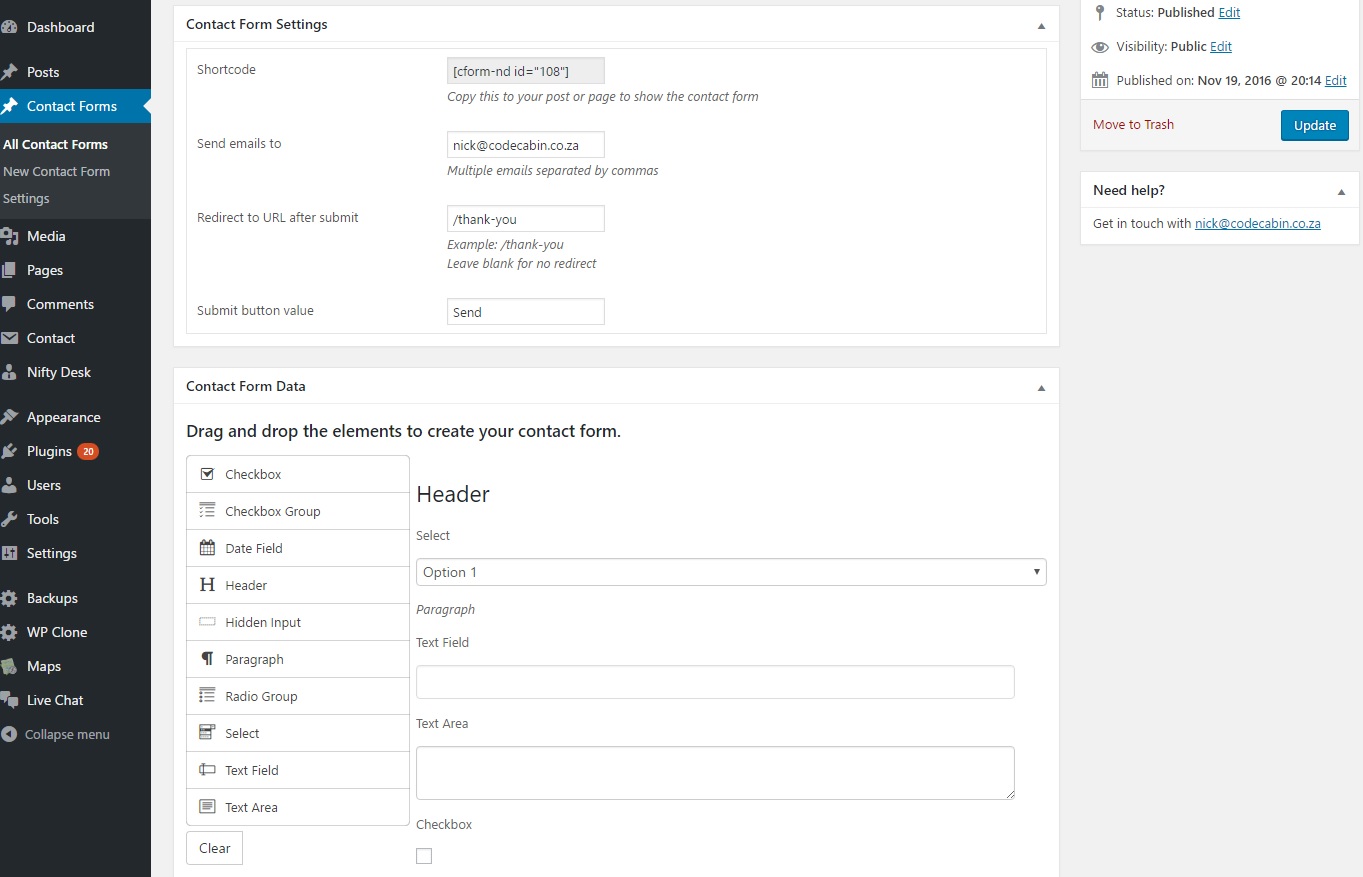 Dashboard
Posts
Contact Forms
All Contact Forms
New Contact Form
Settings
Media
Pages
Comments
Contact
Nifty Desk
Appearance
Plugins 20
Users
Tools
Settings
Backups
WP Clone
Maps
Live Chat
Collapse menu
Contact Form Settings
Shortcode
[cform-nd id="108"]
Copy this to your post or page to show the contact form
Send emails to
nick@codecabin.co.za
Multiple emails separated by commas
Redirect to URL after submit
/thank-you
Example: /thank-you
Leave blank for no redirect
Submit button value
Send
Contact Form Data
Drag and drop the elements to create your contact form.
Checkbox
Checkbox Group
Date Field
Header
Hidden Input
Paragraph
Radio Group
Select
Text Field
Text Area
Clear
Header
Select
Option 1
Paragraph
Text Field
Text Area
Checkbox
Status: Published Edit
Visibility: Public Edit
Published on: Nov 19, 2016 @ 20:14 Edit
Move to Trash
Update
Need help?
Get in touch with nick@codecabin.co.za